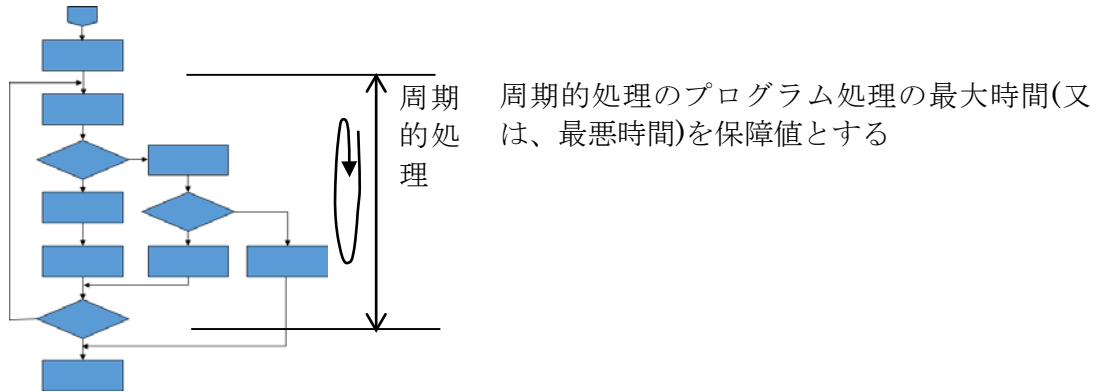 周期
的処
理
周期的処理のプログラム処理の最大時間(又
は、最悪時間)を保障値とする